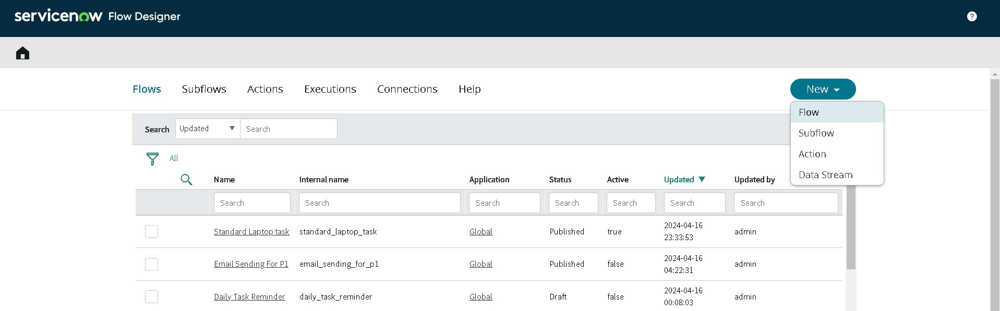 servicenow Flow Designer
?
Flows Subflows Actions Executions Connections Help New
Flow
Subflow
Action
Data Stream
Search Updated Search
All
Name Internal name Application Status Active Updated Updated by
Search Search Search Search Search Search Search
Standard Laptop task standard_laptop_task Global Published true 2024-04-16 23:33:53 admin
Email Sending For P1 email_sending_for_p1 Global Published false 2024-04-16 04:22:31 admin
Daily Task Reminder daily_task_reminder Global Draft false 2024-04-16 00:08:03 admin